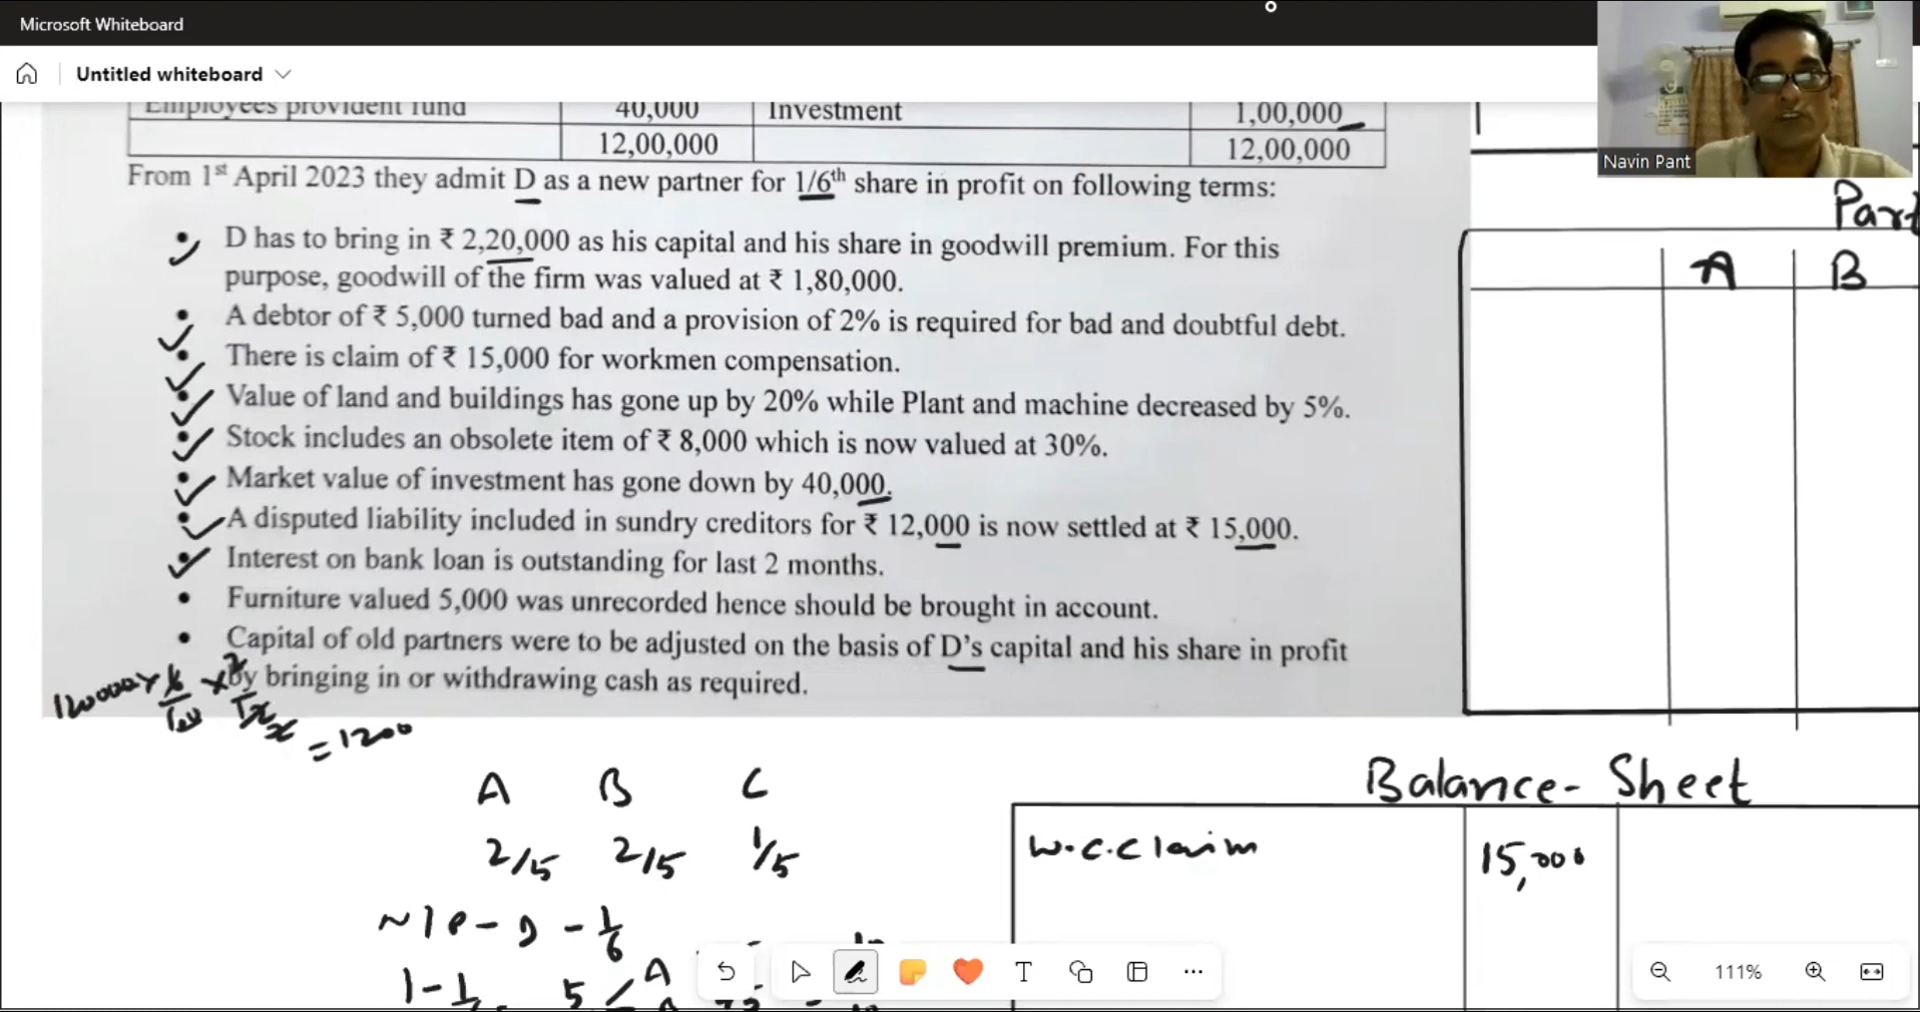 Microsoft Whiteboard
Untitled whiteboard
Navin Pant
Employees provident fund 40,000 Investment 1,00,000
12,00,000 12,00,000
From 1st April 2023 they admit D as a new partner for 1/6th share in profit on following terms:
• D has to bring in ₹ 2,20,000 as his capital and his share in goodwill premium. For this
purpose, goodwill of the firm was valued at ₹ 1,80,000.
• A debtor of ₹ 5,000 turned bad and a provision of 2% is required for bad and doubtful debt.
• There is claim of ₹ 15,000 for workmen compensation.
• Value of land and buildings has gone up by 20% while Plant and machine decreased by 5%.
• Stock includes an obsolete item of ₹ 8,000 which is now valued at 30%.
• Market value of investment has gone down by 40,000.
• A disputed liability included in sundry creditors for ₹ 12,000 is now settled at ₹ 15,000.
• Interest on bank loan is outstanding for last 2 months.
• Furniture valued 5,000 was unrecorded hence should be brought in account.
• Capital of old partners were to be adjusted on the basis of D's capital and his share in profit
by bringing in or withdrawing cash as required.
= 1200
A B C
2/5 2/5 1/5
1/6
A
Part
A B
Balance- Sheet
W.C.Claim 15,000
111%